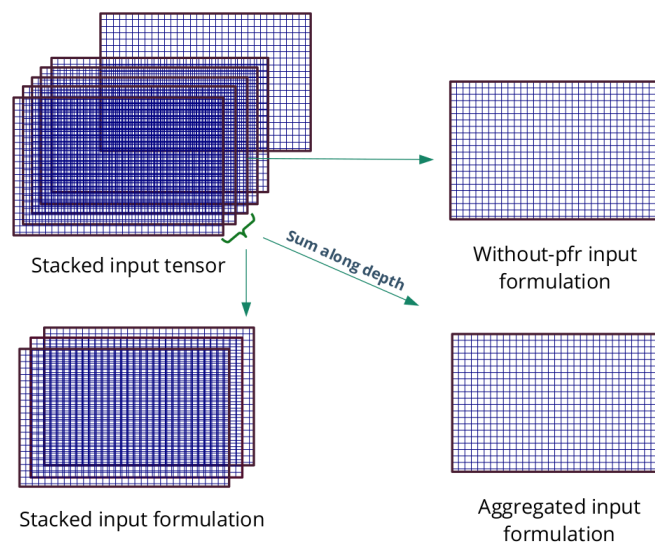 Sum along depth
Stacked input tensor
Without-pfr input
formulation
Stacked input formulation
Aggregated input
formulation